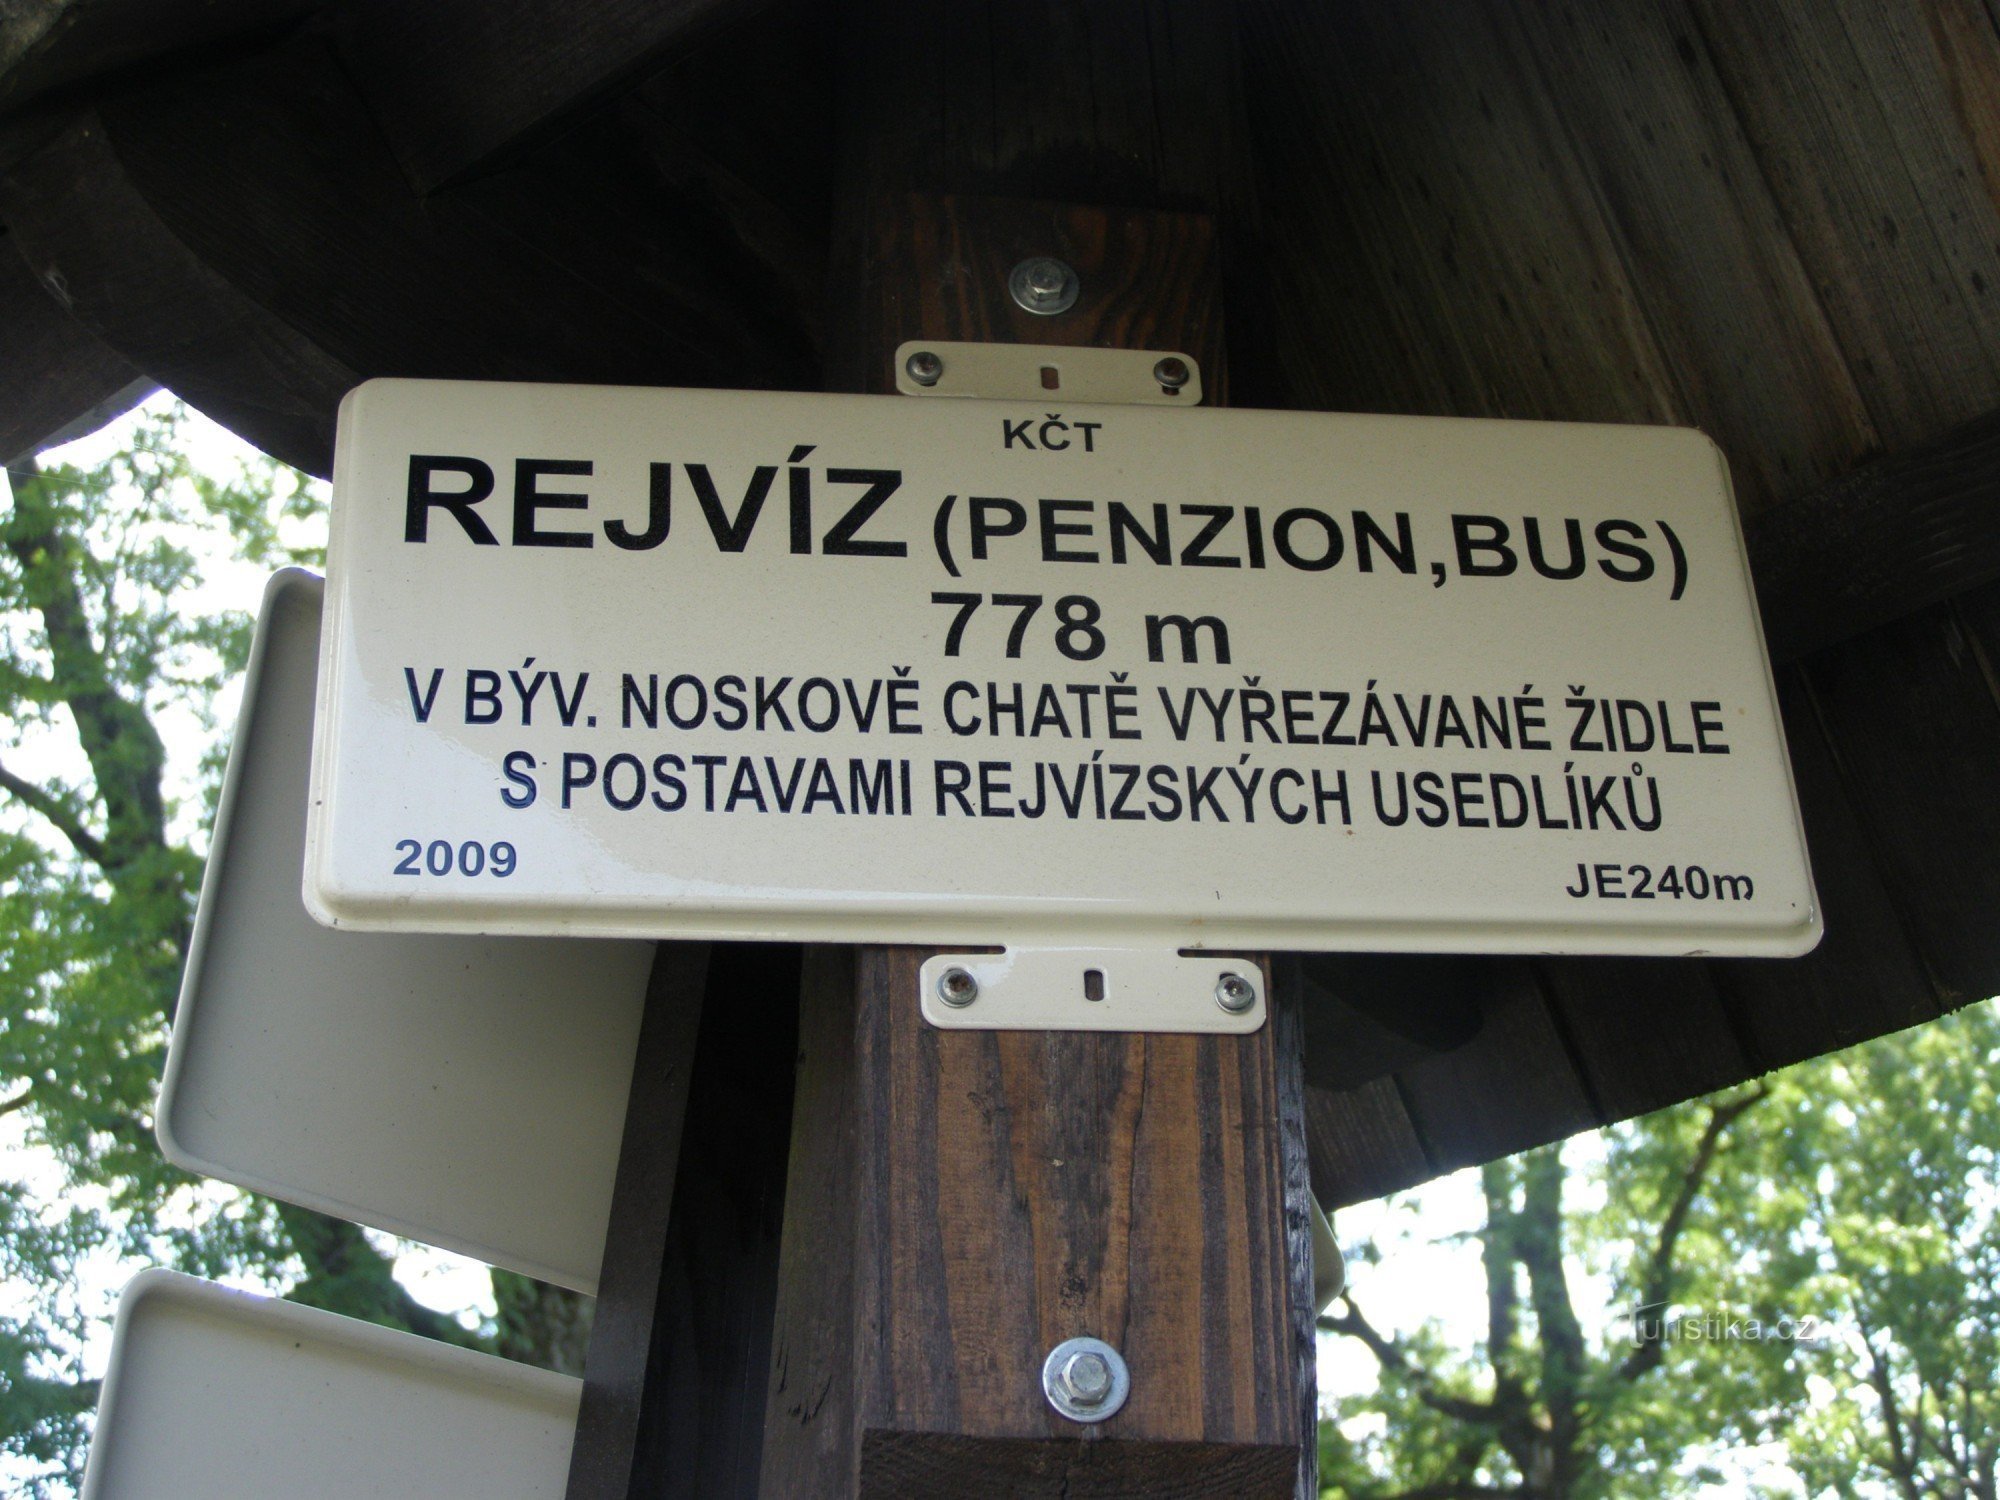 KČT
REJVÍZ (PENZION,BUS)
778 m
V BÝV. NOSKOVĚ CHATĚ VYŘEZÁVANÉ ŽIDLE
S POSTAVAMI REJVÍZSKÝCH USEDLÍKŮ
2009 JE240m
Turistika.cz